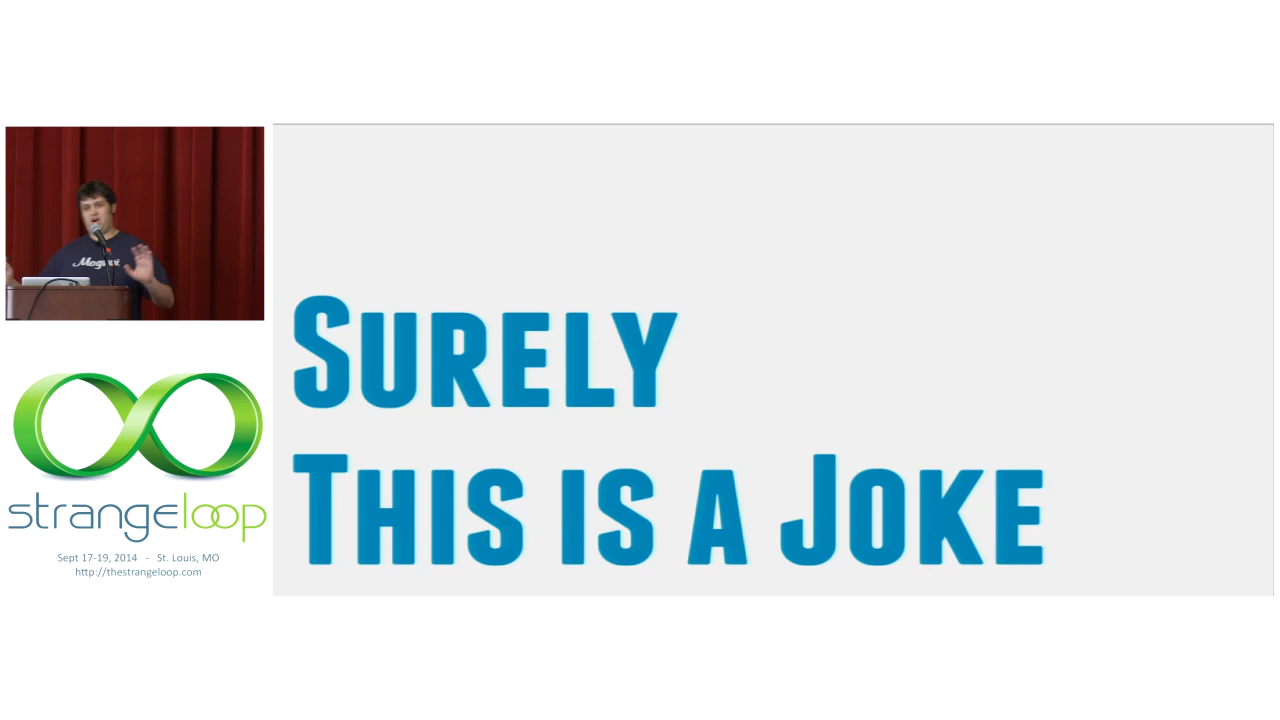 strangeloop
Sept 17-19, 2014 - St. Louis, MO
http://thestrangeloop.com
SURELY
THIS IS A JOKE